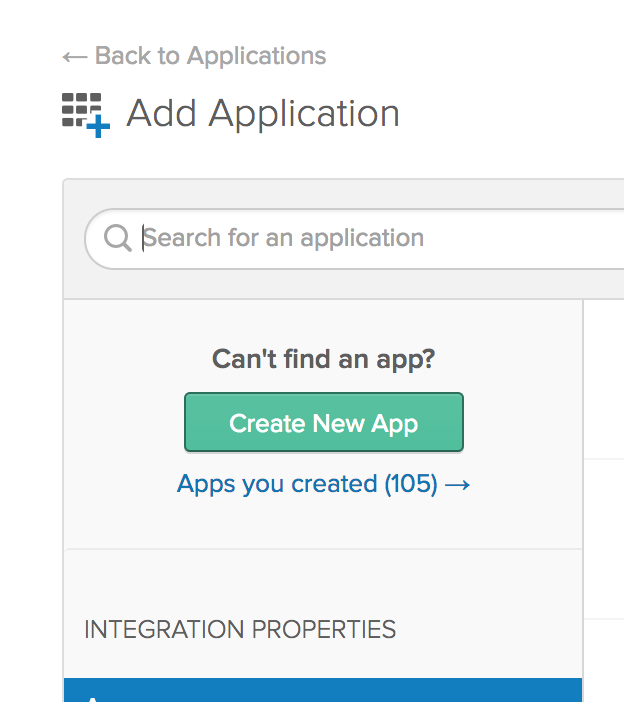 ← Back to Applications
Add Application
Search for an application
Can't find an app?
Create New App
Apps you created (105) →
INTEGRATION PROPERTIES